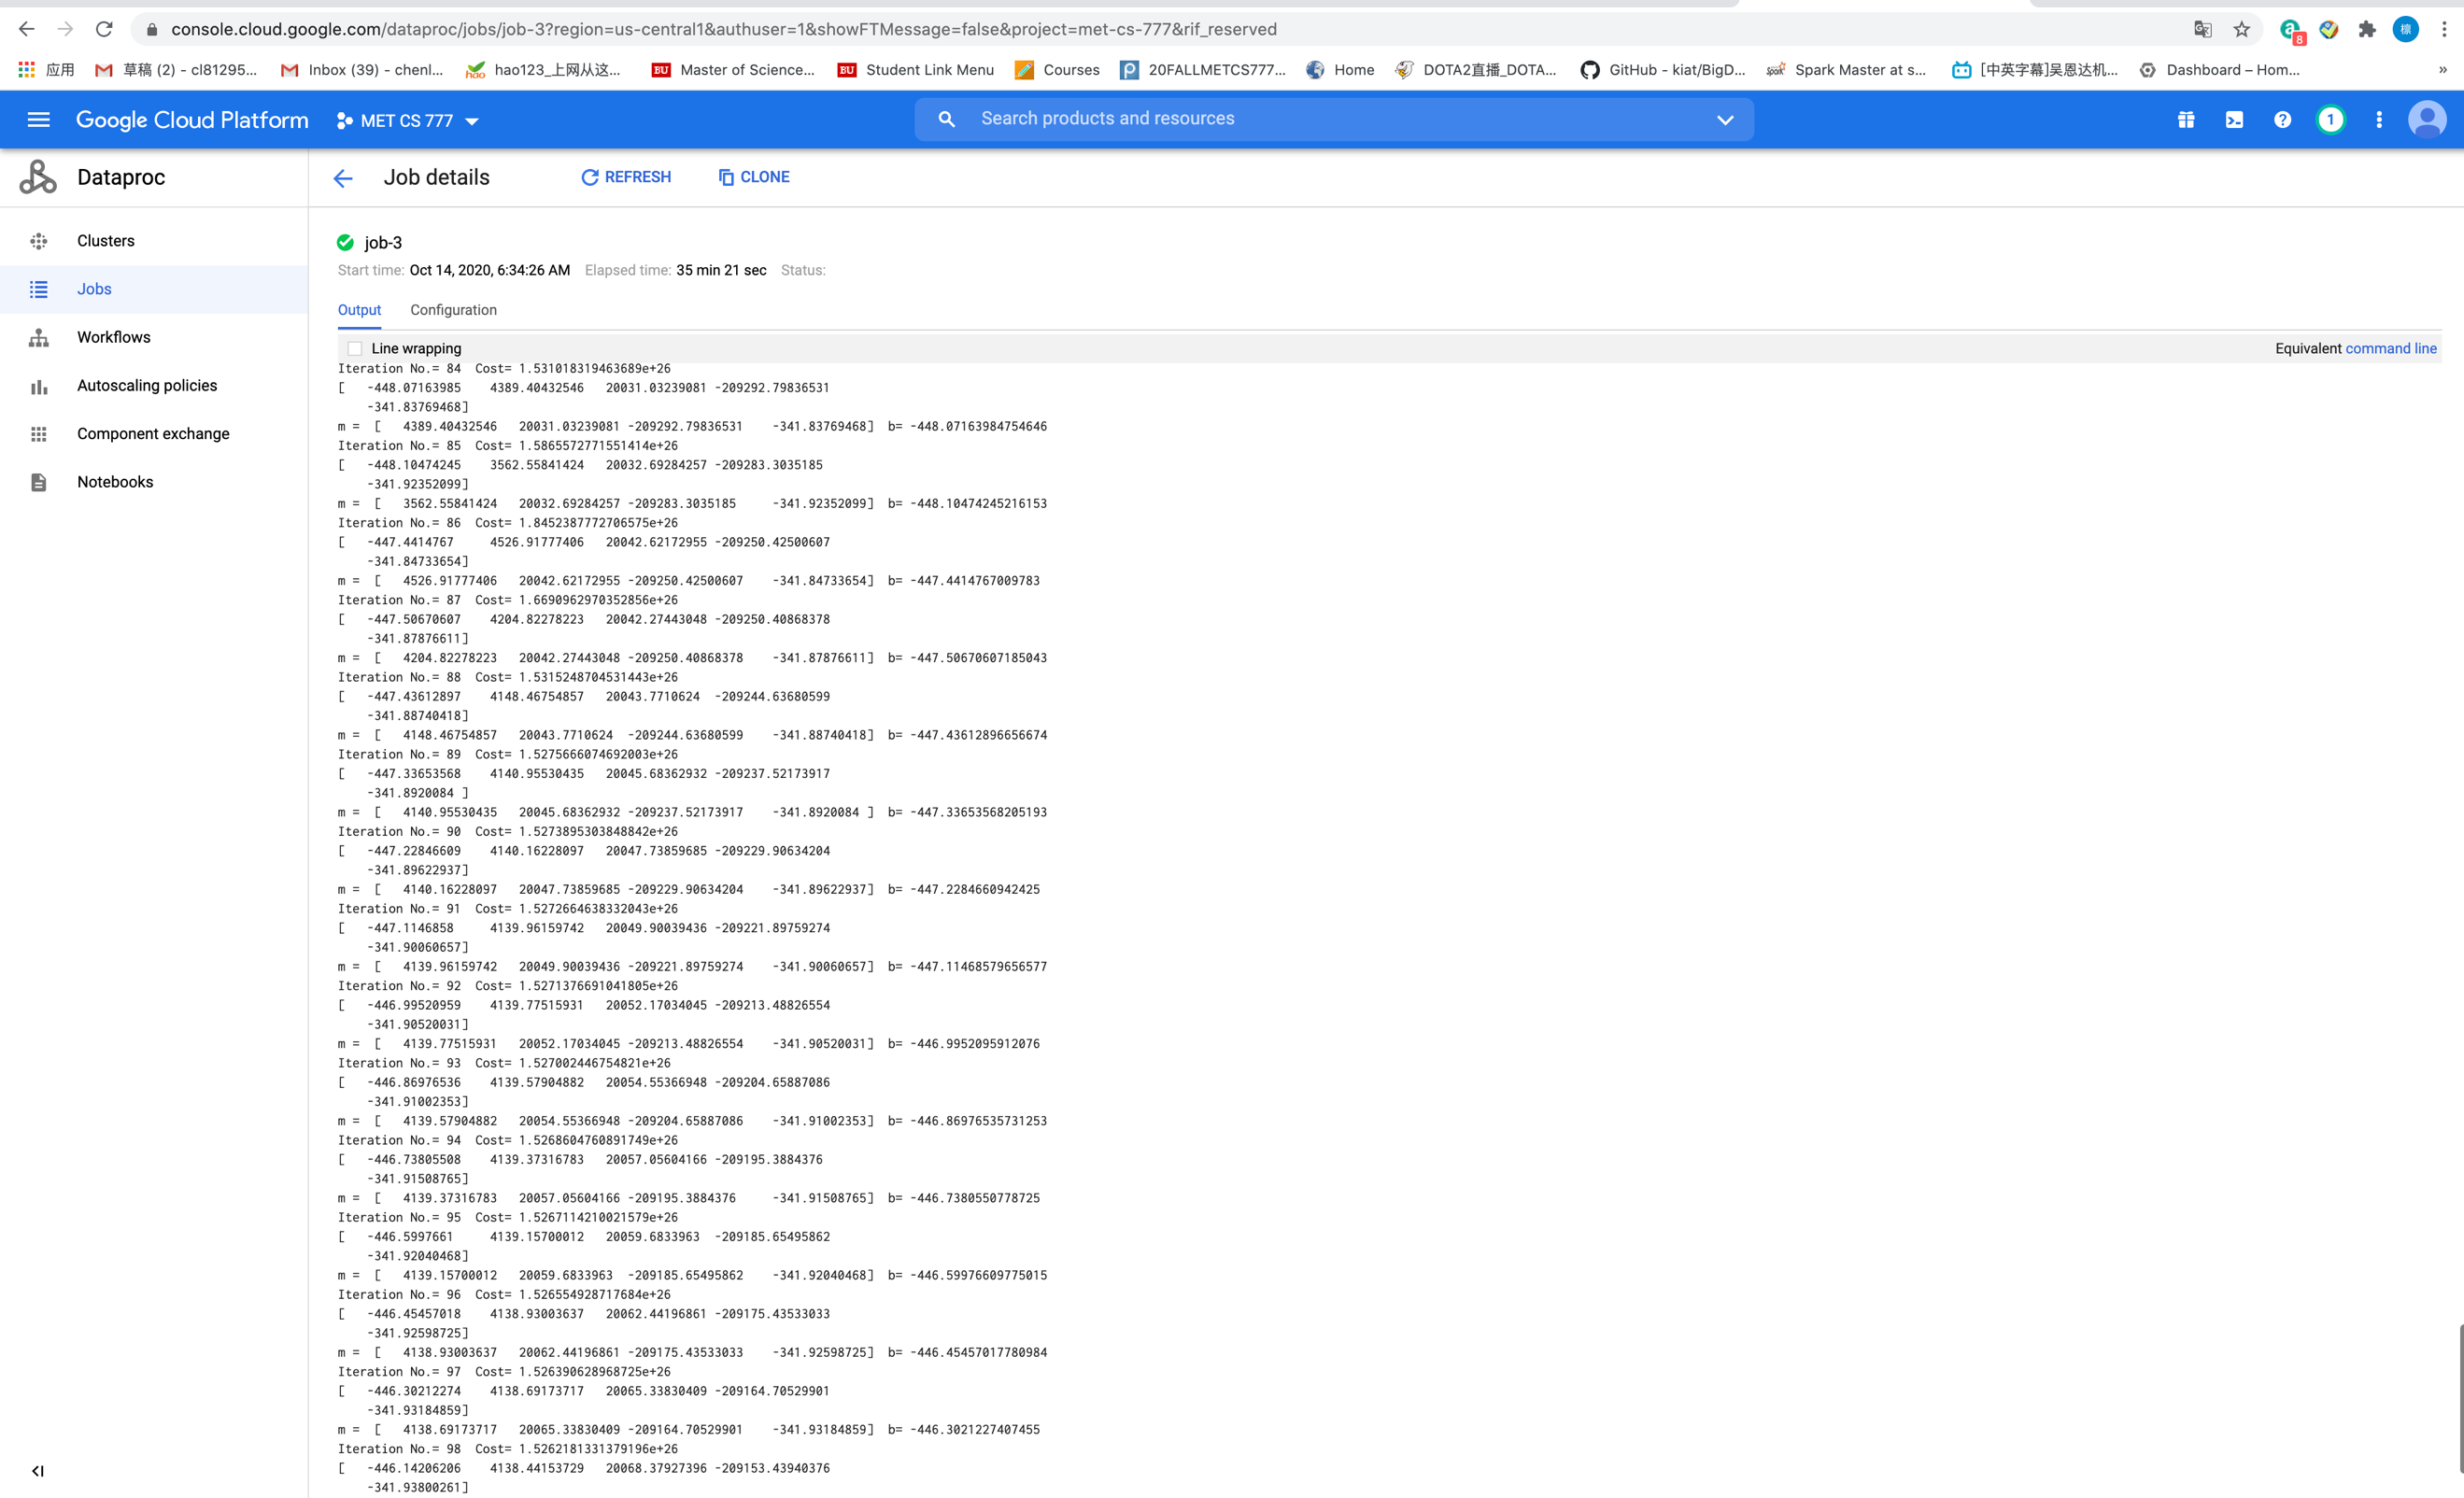 console.cloud.google.com/dataproc/jobs/job-3?region=us-central1&authuser=1&showFTMessage=false&project=met-cs-777&rif_reserved
8
標
应用 草稿 (2) - cl81295... Inbox (39) - chenl... hao123_上网从这... BU Master of Science... BU Student Link Menu Courses 20FALLMETCS777... Home DOTA2直播_DOTA... GitHub - kiat/BigD... Spark Master at s... [中英字幕]吴恩达机... Dashboard – Hom... »
Google Cloud Platform MET CS 777 Search products and resources 1
Dataproc Job details REFRESH CLONE
Clusters
Jobs
Workflows
Autoscaling policies
Component exchange
Notebooks
job-3
Start time: Oct 14, 2020, 6:34:26 AM Elapsed time: 35 min 21 sec Status:
Output Configuration
Line wrapping Equivalent command line
Iteration No.= 84 Cost= 1.531018319463689e+26
[ -448.07163985 4389.40432546 20031.03239081 -209292.79836531
-341.83769468]
m = [ 4389.40432546 20031.03239081 -209292.79836531 -341.83769468] b= -448.07163984754646
Iteration No.= 85 Cost= 1.5865572771551414e+26
[ -448.10474245 3562.55841424 20032.69284257 -209283.3035185
-341.92352099]
m = [ 3562.55841424 20032.69284257 -209283.3035185 -341.92352099] b= -448.10474245216153
Iteration No.= 86 Cost= 1.8452387772706575e+26
[ -447.4414767 4526.91777406 20042.62172955 -209250.42500607
-341.84733654]
m = [ 4526.91777406 20042.62172955 -209250.42500607 -341.84733654] b= -447.4414767009783
Iteration No.= 87 Cost= 1.6690962970352856e+26
[ -447.50670607 4204.82278223 20042.27443048 -209250.40868378
-341.87876611]
m = [ 4204.82278223 20042.27443048 -209250.40868378 -341.87876611] b= -447.50670607185043
Iteration No.= 88 Cost= 1.5315248704531443e+26
[ -447.43612897 4148.46754857 20043.7710624 -209244.63680599
-341.88740418]
m = [ 4148.46754857 20043.7710624 -209244.63680599 -341.88740418] b= -447.43612896656674
Iteration No.= 89 Cost= 1.5275666074692003e+26
[ -447.33653568 4140.95530435 20045.68362932 -209237.52173917
-341.8920084 ]
m = [ 4140.95530435 20045.68362932 -209237.52173917 -341.8920084 ] b= -447.33653568205193
Iteration No.= 90 Cost= 1.5273895303848842e+26
[ -447.22846609 4140.16228097 20047.73859685 -209229.90634204
-341.89622937]
m = [ 4140.16228097 20047.73859685 -209229.90634204 -341.89622937] b= -447.2284660942425
Iteration No.= 91 Cost= 1.5272664638332043e+26
[ -447.1146858 4139.96159742 20049.90039436 -209221.89759274
-341.90060657]
m = [ 4139.96159742 20049.90039436 -209221.89759274 -341.90060657] b= -447.11468579656577
Iteration No.= 92 Cost= 1.5271376691041805e+26
[ -446.99520959 4139.77515931 20052.17034045 -209213.48826554
-341.90520031]
m = [ 4139.77515931 20052.17034045 -209213.48826554 -341.90520031] b= -446.9952095912076
Iteration No.= 93 Cost= 1.527002446754821e+26
[ -446.86976536 4139.57904882 20054.55366948 -209204.65887086
-341.91002353]
m = [ 4139.57904882 20054.55366948 -209204.65887086 -341.91002353] b= -446.86976535731253
Iteration No.= 94 Cost= 1.5268604760891749e+26
[ -446.73805508 4139.37316783 20057.05604166 -209195.3884376
-341.91508765]
m = [ 4139.37316783 20057.05604166 -209195.3884376 -341.91508765] b= -446.7380550778725
Iteration No.= 95 Cost= 1.5267114210021579e+26
[ -446.5997661 4139.15700012 20059.6833963 -209185.65495862
-341.92040468]
m = [ 4139.15700012 20059.6833963 -209185.65495862 -341.92040468] b= -446.59976609775015
Iteration No.= 96 Cost= 1.526554928717684e+26
[ -446.45457018 4138.93003637 20062.44196861 -209175.43533033
-341.92598725]
m = [ 4138.93003637 20062.44196861 -209175.43533033 -341.92598725] b= -446.45457017780984
Iteration No.= 97 Cost= 1.526390628968725e+26
[ -446.30212274 4138.69173717 20065.33830409 -209164.70529901
-341.93184859]
m = [ 4138.69173717 20065.33830409 -209164.70529901 -341.93184859] b= -446.3021227407455
Iteration No.= 98 Cost= 1.5262181331379196e+26
[ -446.14206206 4138.44153729 20068.37927396 -209153.43940376
-341.93800261]